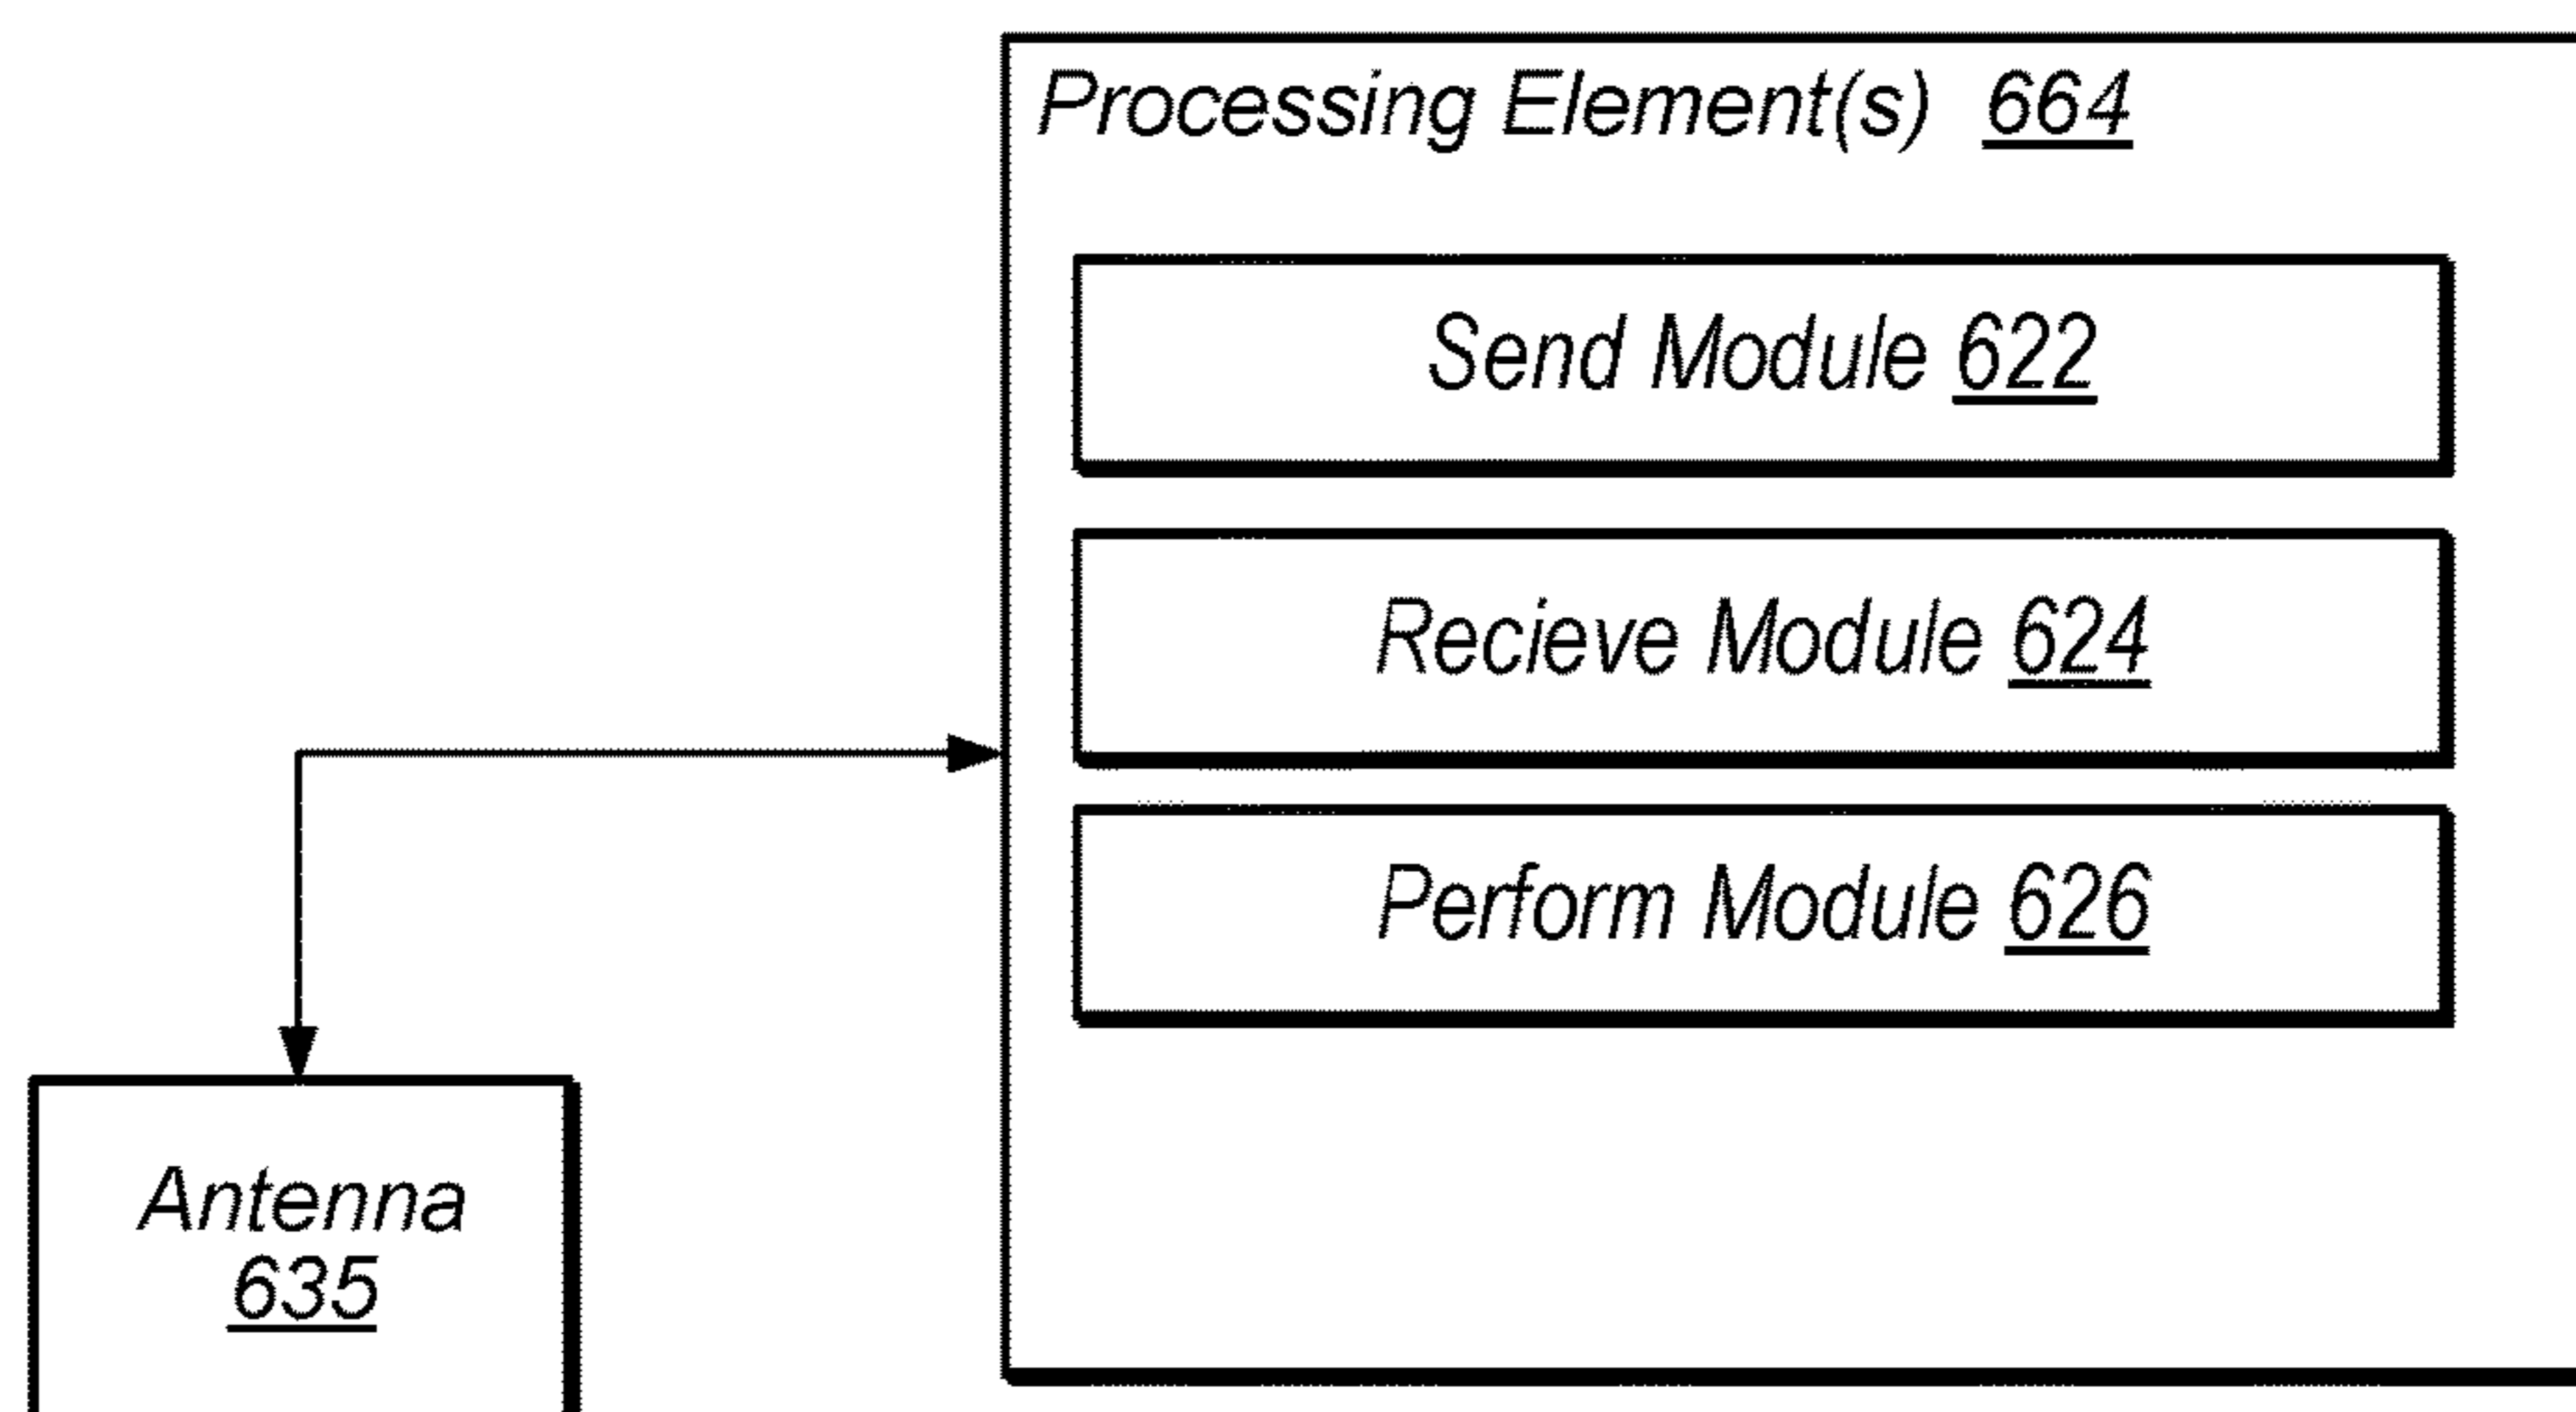 Processing Element(s) 664
Send Module 622
Recieve Module 624
Perform Module 626
Antenna
635